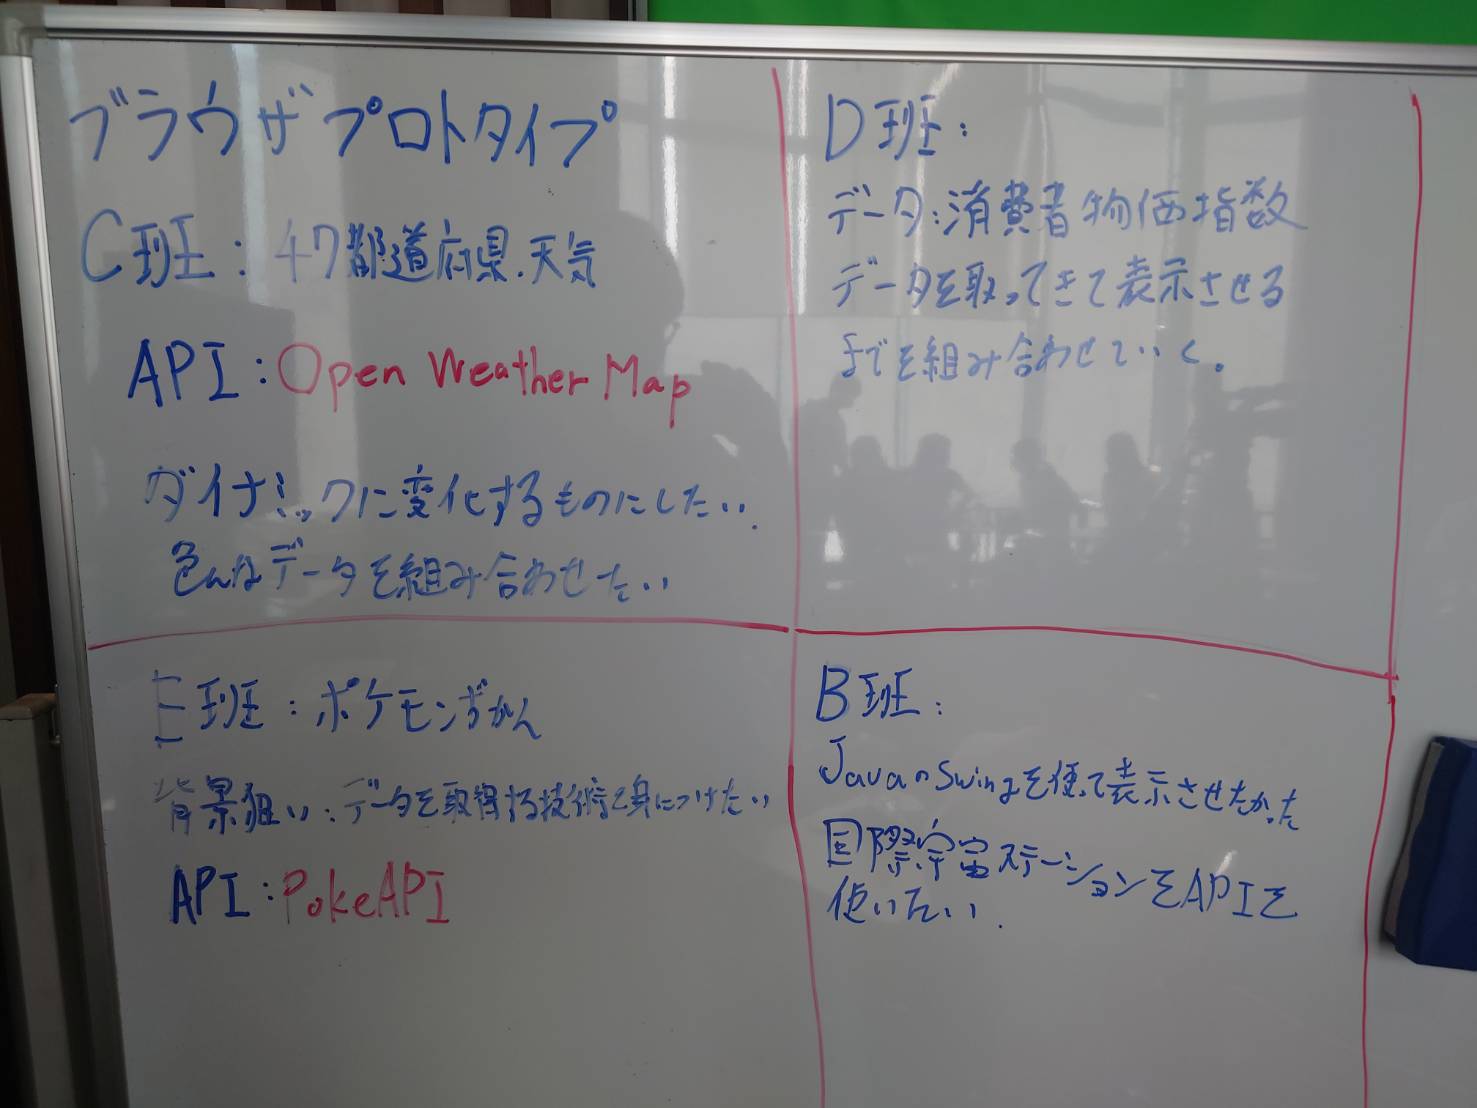 ブラウザプロトタイプ
C班：47都道府県．天気
API：Open Weather Map
ダイナミックに変化するものにしたい．
色んなデータを組み合わせたい
D班：
データ：消費者物価指数
データを取ってきて表示させる
までを組み合わせていく。
E班：ポケモンずかん
背景狙い：データを取得する技術を身につけたい
API：PokeAPI
B班：
JavaのSwingを使って表示させたかった
国際宇宙ステーションをAPIを
使いたい．